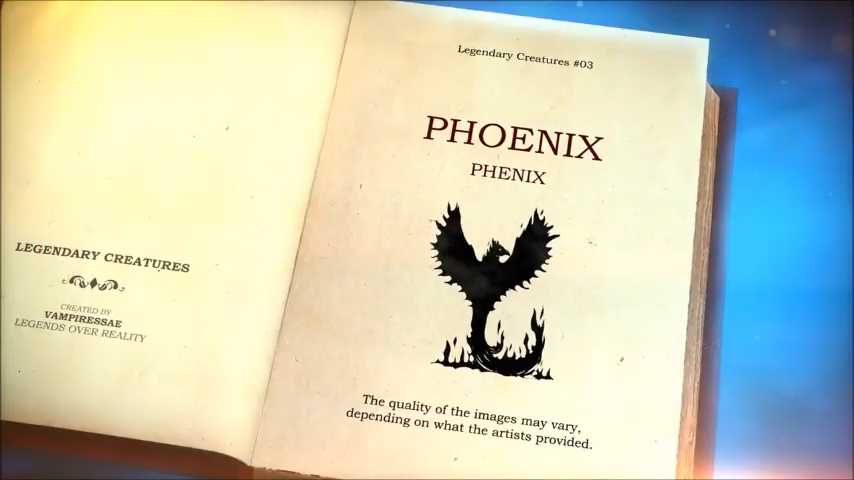 LEGENDARY CREATURES
CREATED BY
VAMPIRESSAE
LEGENDS OVER REALITY
Legendary Creatures #03
PHOENIX
PHENIX
The quality of the images may vary,
depending on what the artists provided.